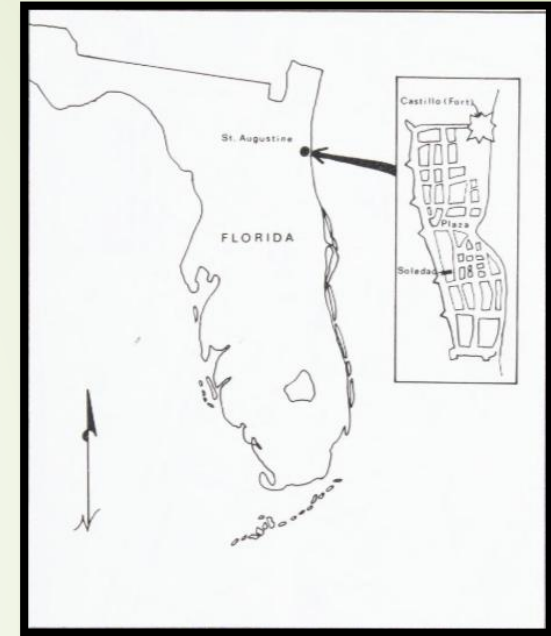 Castillo (Fort)
St. Augustine
Plaza
FLORIDA
Soledad